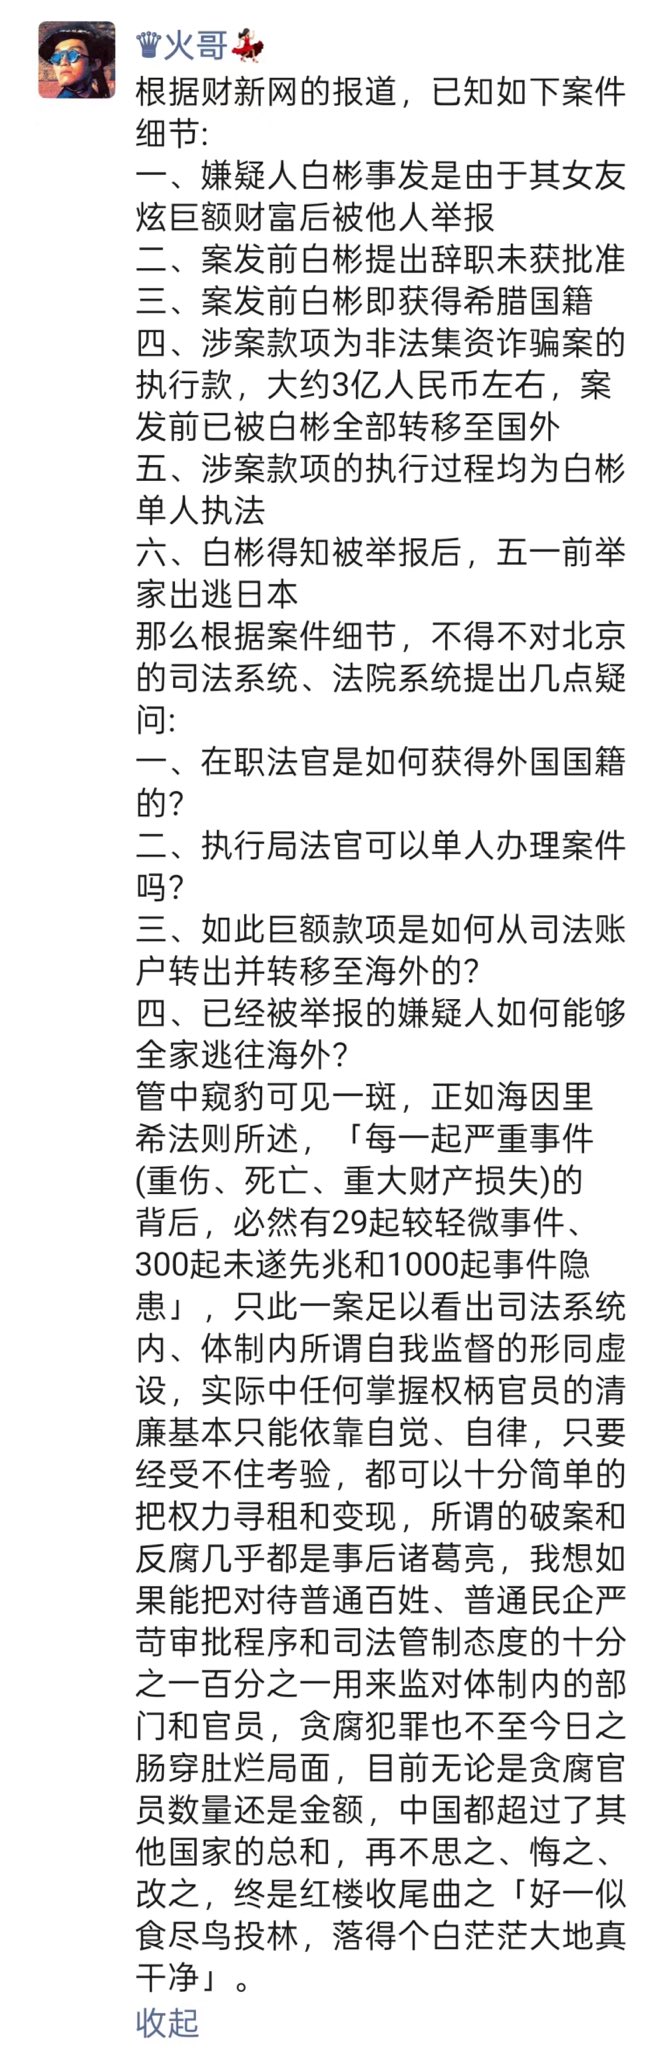 ♛火哥💃
根据财新网的报道，已知如下案件
细节:
一、嫌疑人白彬事发是由于其女友
炫巨额财富后被他人举报
二、案发前白彬提出辞职未获批准
三、案发前白彬即获得希腊国籍
四、涉案款项为非法集资诈骗案的
执行款，大约3亿人民币左右，案
发前已被白彬全部转移至国外
五、涉案款项的执行过程均为白彬
单人执法
六、白彬得知被举报后，五一前举
家出逃日本
那么根据案件细节，不得不对北京
的司法系统、法院系统提出几点疑
问:
一、在职法官是如何获得外国国籍
的?
二、执行局法官可以单人办理案件
吗?
三、如此巨额款项是如何从司法账
户转出并转移至海外的?
四、已经被举报的嫌疑人如何能够
全家逃往海外?
管中窥豹可见一斑，正如海因里
希法则所述，「每一起严重事件
(重伤、死亡、重大财产损失)的
背后，必然有29起较轻微事件、
300起未遂先兆和1000起事件隐
患」，只此一案足以看出司法系统
内、体制内所谓自我监督的形同虚
设，实际中任何掌握权柄官员的清
廉基本只能依靠自觉、自律，只要
经受不住考验，都可以十分简单的
把权力寻租和变现，所谓的破案和
反腐几乎都是事后诸葛亮，我想如
果能把对待普通百姓、普通民企严
苛审批程序和司法管制态度的十分
之一百分之一用来监对体制内的部
门和官员，贪腐犯罪也不至今日之
肠穿肚烂局面，目前无论是贪腐官
员数量还是金额，中国都超过了其
他国家的总和，再不思之、悔之、
改之，终是红楼收尾曲之「好一似
食尽鸟投林，落得个白茫茫大地真
干净」。
收起